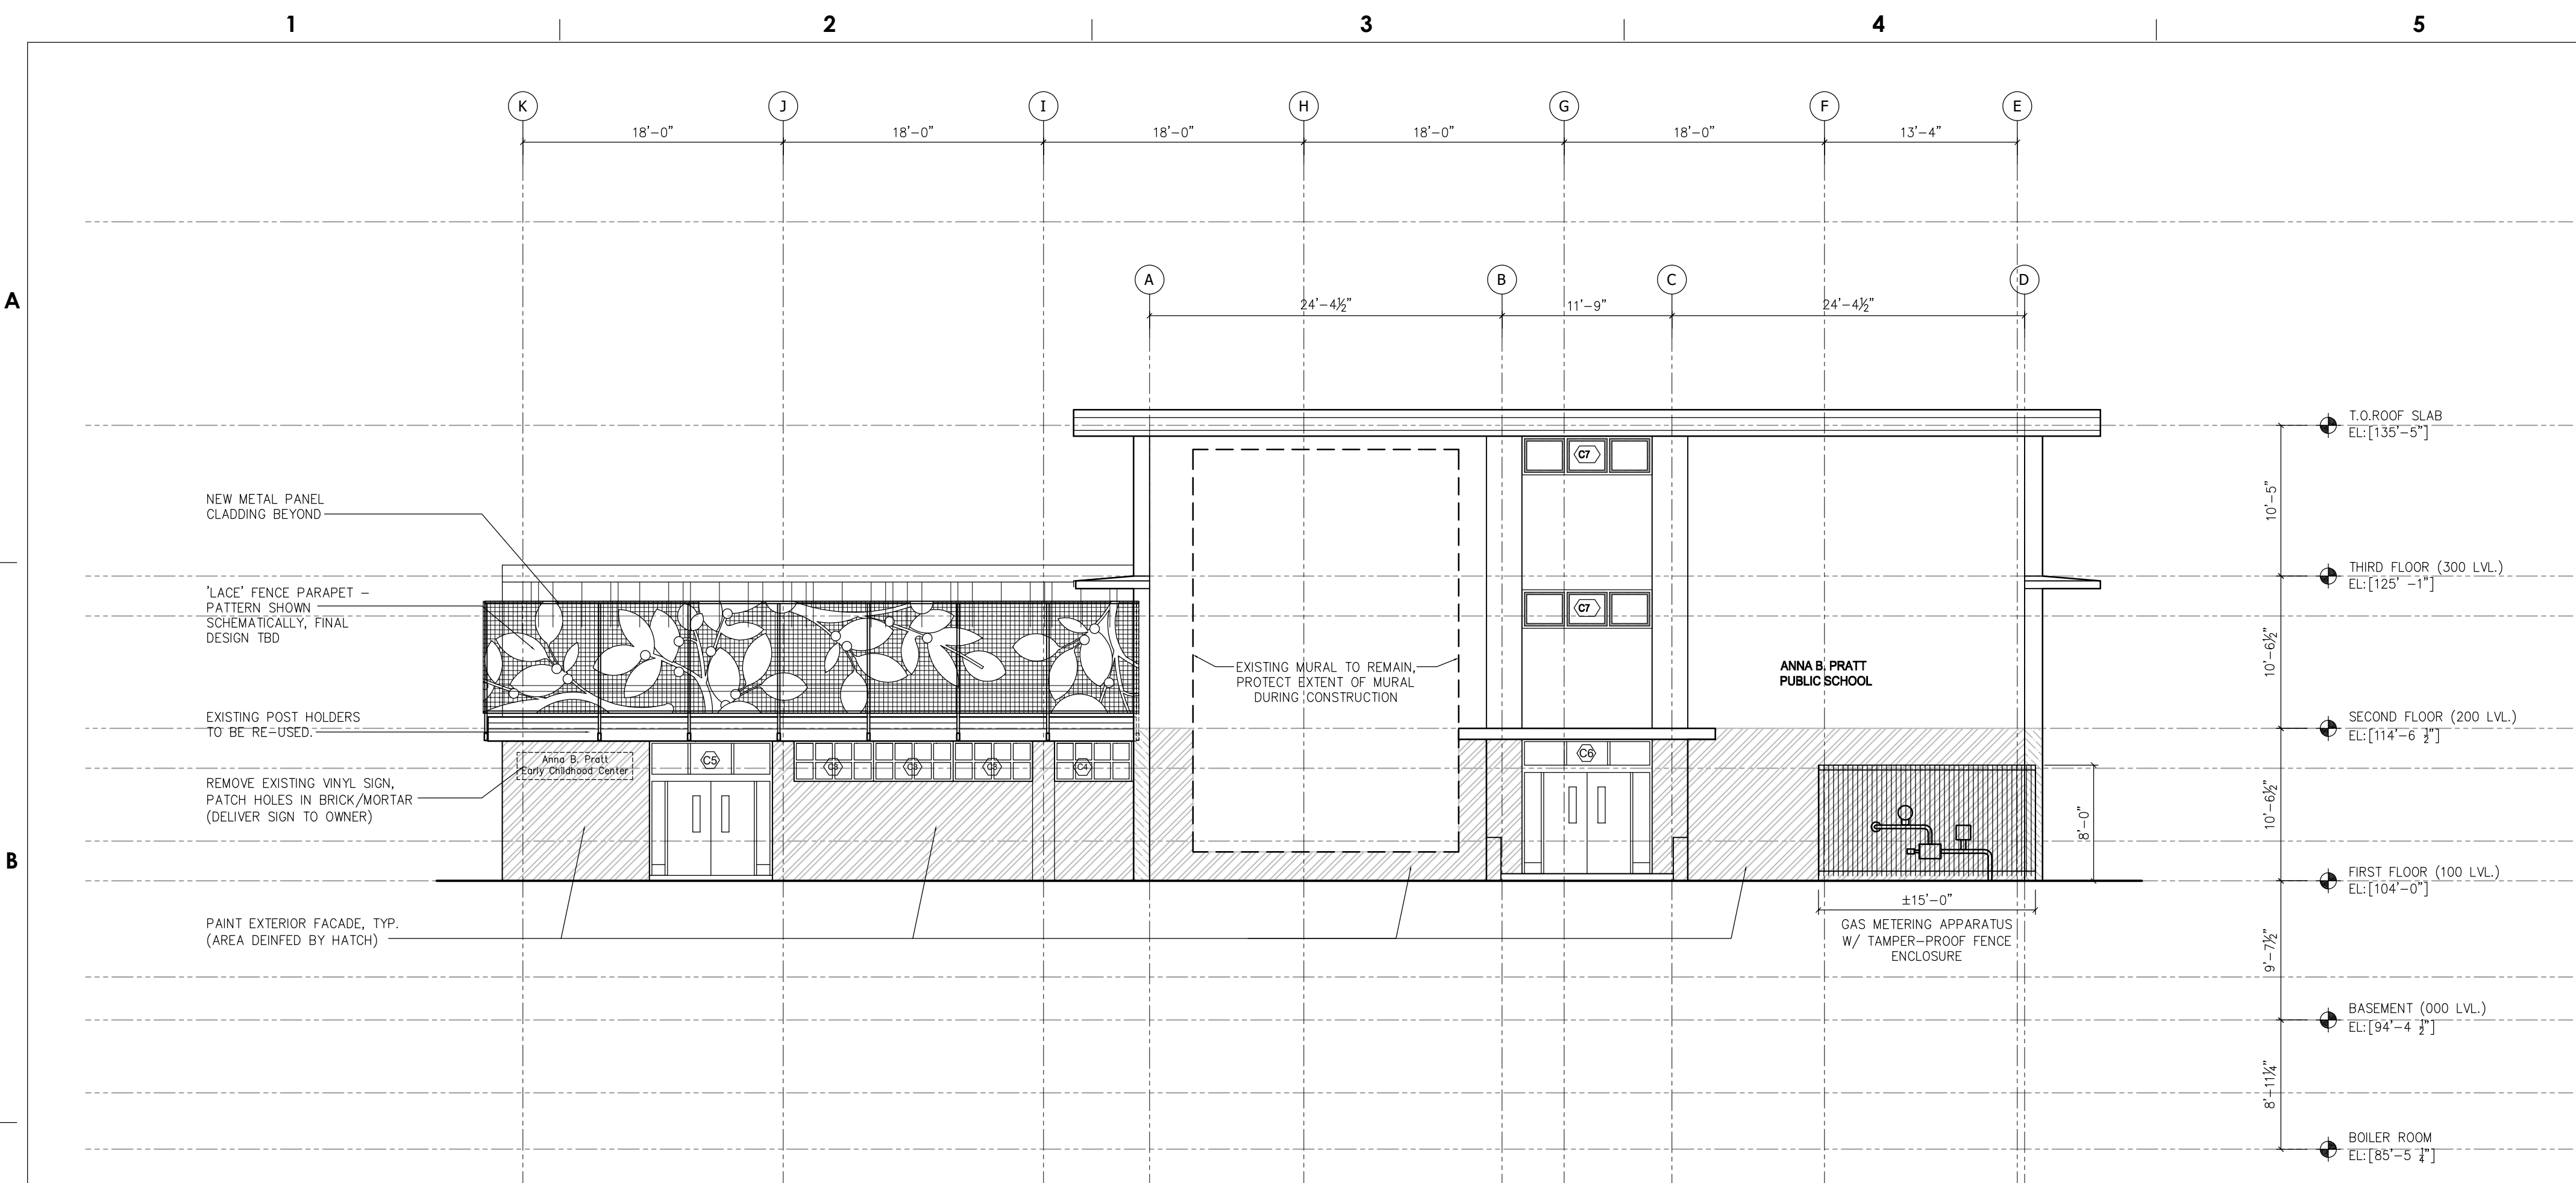 1 2 3 4 5
K J I H G F E
18'-0" 18'-0" 18'-0" 18'-0" 18'-0" 13'-4"
A
A B C D
24'-4½" 11'-9" 24'-4½"
T.O.ROOF SLAB
EL:[135'-5"]
C7
10'-5"
NEW METAL PANEL
CLADDING BEYOND
THIRD FLOOR (300 LVL.)
EL:[125' -1"]
'LACE' FENCE PARAPET -
PATTERN SHOWN
SCHEMATICALLY, FINAL
DESIGN TBD
C7
10'-6½"
EXISTING MURAL TO REMAIN,
PROTECT EXTENT OF MURAL
DURING CONSTRUCTION
ANNA B. PRATT
PUBLIC SCHOOL
EXISTING POST HOLDERS
TO BE RE-USED.
SECOND FLOOR (200 LVL.)
EL:[114'-6 ½"]
Anna B. Pratt
Early Childhood Center
C5 C3 C3 C3 C4 C6
REMOVE EXISTING VINYL SIGN,
PATCH HOLES IN BRICK/MORTAR
(DELIVER SIGN TO OWNER)
10'-6½"
8'-0"
B
FIRST FLOOR (100 LVL.)
EL:[104'-0"]
±15'-0"
PAINT EXTERIOR FACADE, TYP.
(AREA DEINFED BY HATCH)
GAS METERING APPARATUS
W/ TAMPER-PROOF FENCE
ENCLOSURE
9'-7½"
BASEMENT (000 LVL.)
EL:[94'-4 ½"]
8'-11¼"
BOILER ROOM
EL:[85'-5 ¼"]